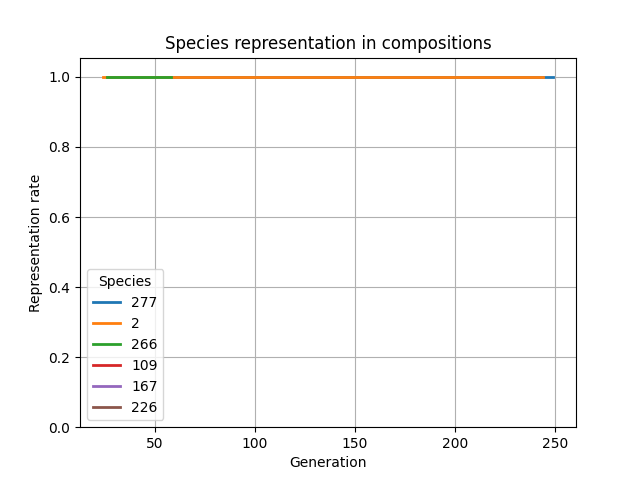 Species representation in compositions
Representation rate
1.0
0.8
0.6
0.4
0.2
0.0
Species
277
2
266
109
167
226
50 100 150 200 250
Generation